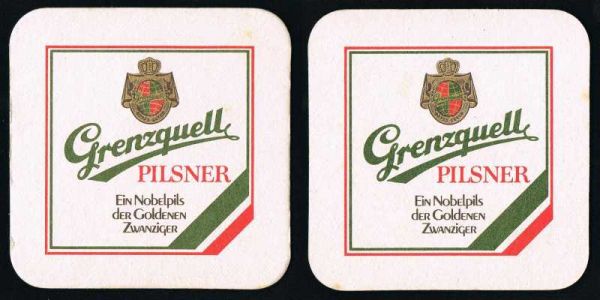 Grenzquell
PILSNER
Ein Nobelpils
der Goldenen
Zwanziger
Grenzquell
PILSNER
Ein Nobelpils
der Goldenen
Zwanziger